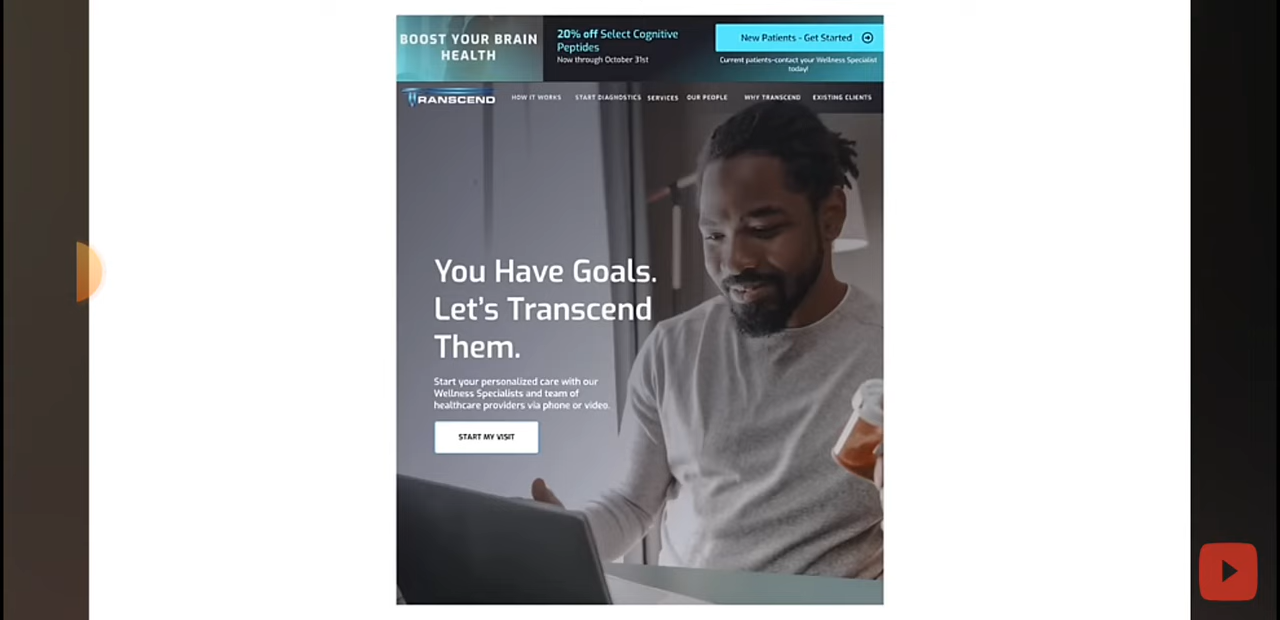 BOOST YOUR BRAIN
HEALTH
20% off Select Cognitive
Peptides
Now through October 31st
New Patients - Get Started
Current patients-contact your Wellness Specialist
today!
TRANSCEND
HOW IT WORKS
START DIAGNOSTICS
SERVICES
OUR PEOPLE
WHY TRANSCEND
EXISTING CLIENTS
You Have Goals.
Let's Transcend
Them.
Start your personalized care with our
Wellness Specialists and team of
healthcare providers via phone or video.
START MY VISIT